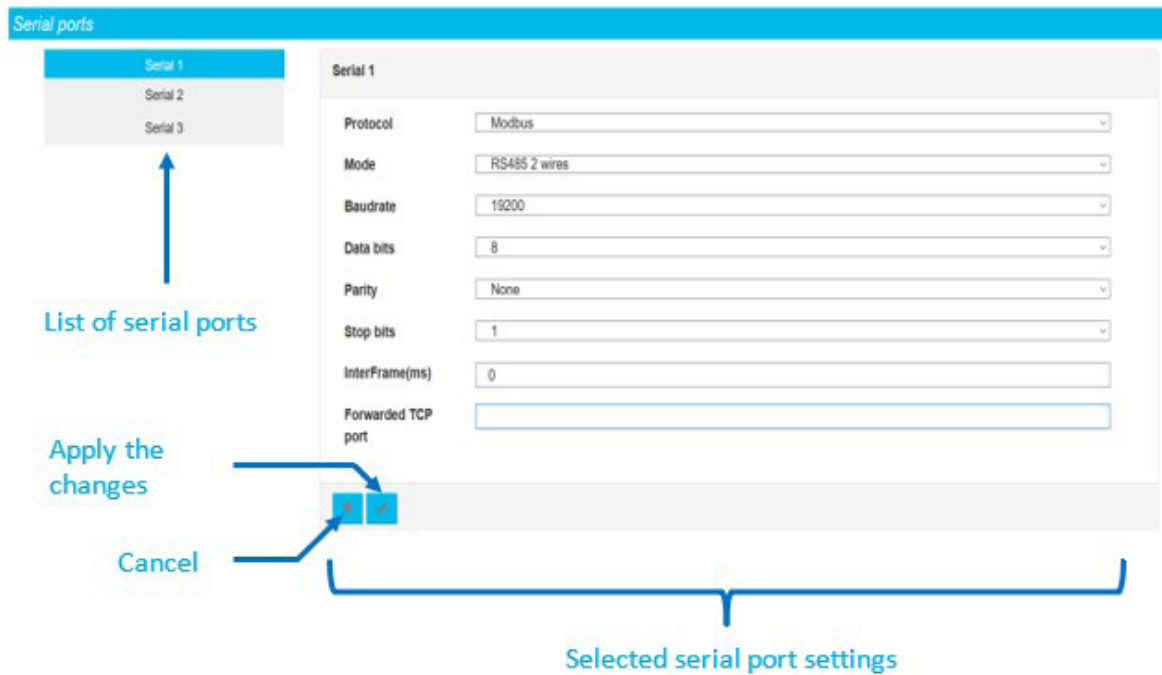 Serial ports
Serial 1
Serial 2
Serial 3
List of serial ports
Serial 1
Protocol Modbus
Mode RS485 2 wires
Baudrate 19200
Data bits 8
Parity None
Stop bits 1
InterFrame(ms) 0
Forwarded TCP
port
Apply the
changes
Cancel
Selected serial port settings